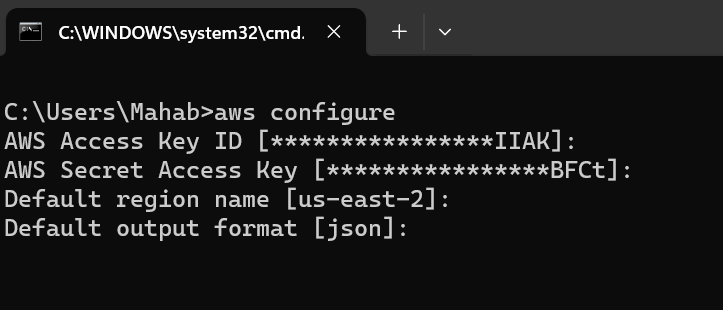 C:\WINDOWS\system32\cmd.
C:\Users\Mahab>aws configure
AWS Access Key ID [****************IIAK]:
AWS Secret Access Key [****************BFCt]:
Default region name [us-east-2]:
Default output format [json]: